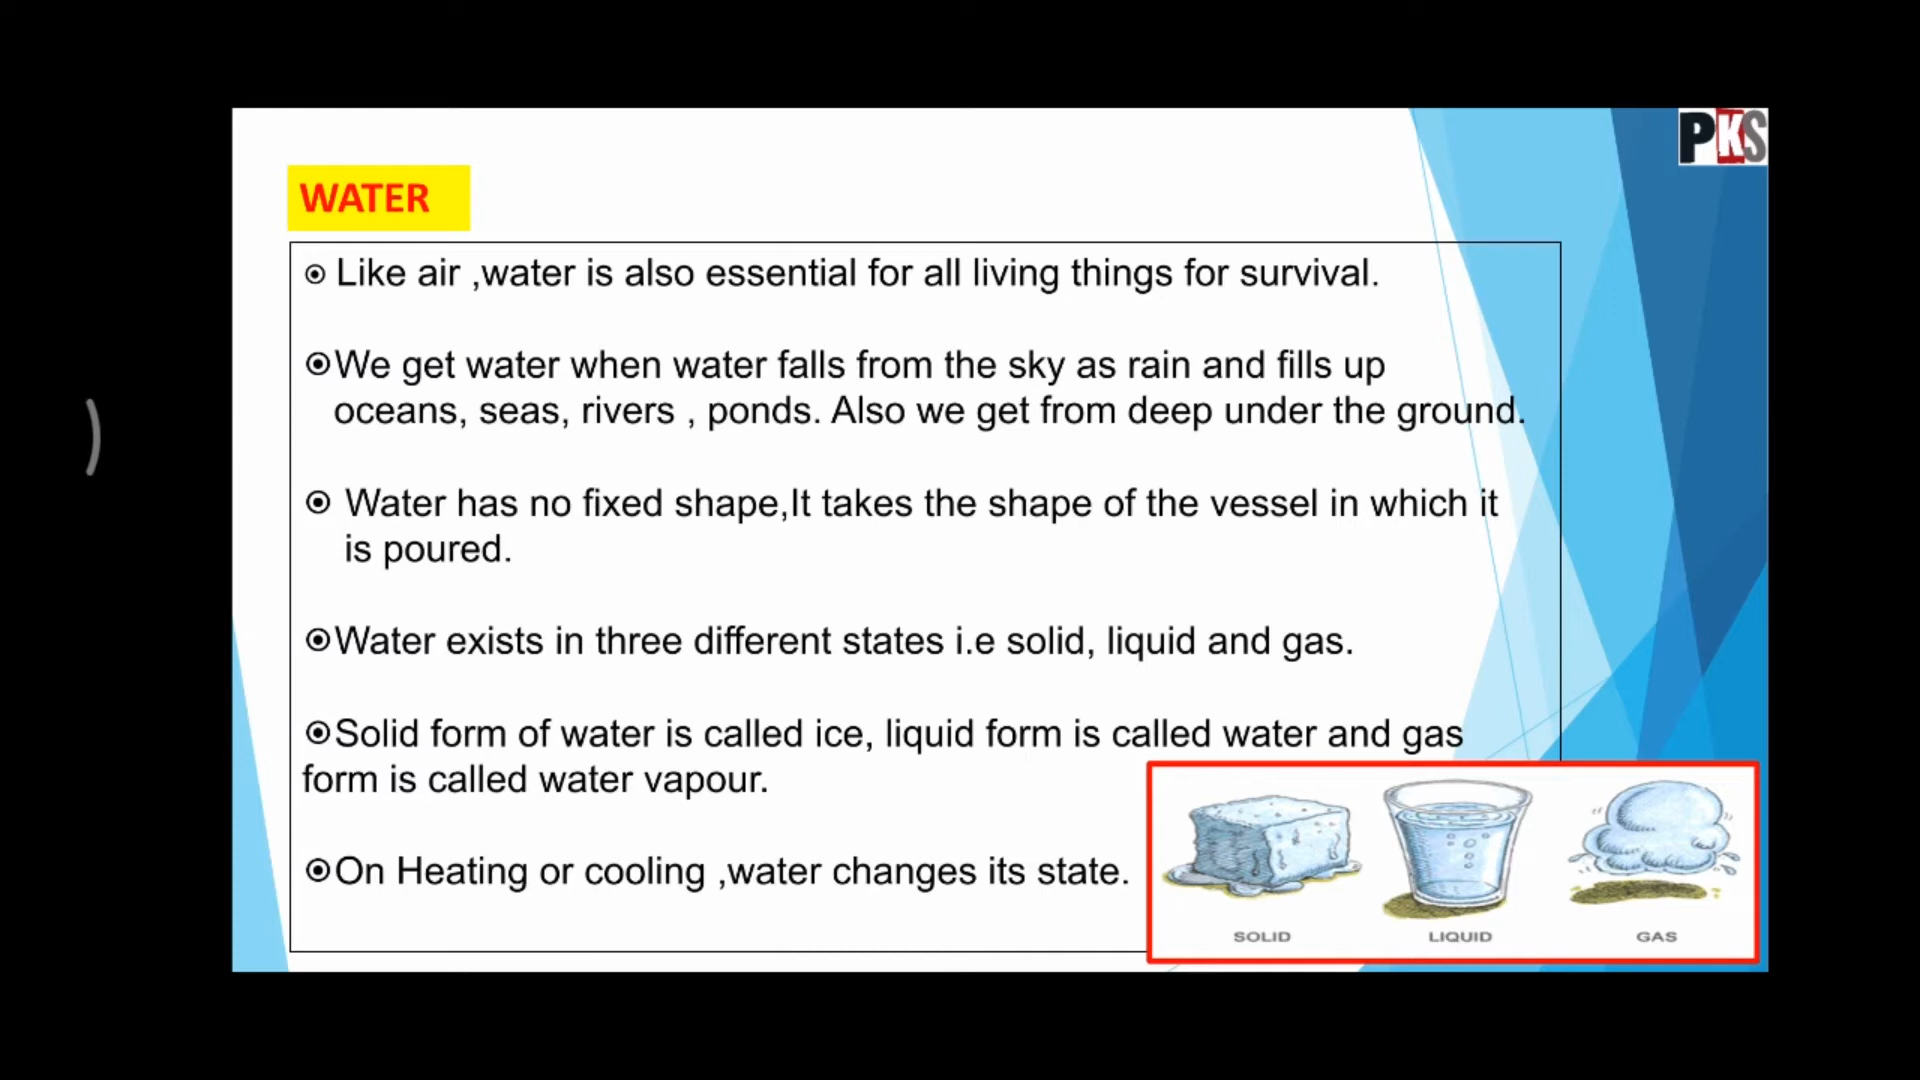 PKS
WATER
Like air ,water is also essential for all living things for survival.
We get water when water falls from the sky as rain and fills up
oceans, seas, rivers , ponds. Also we get from deep under the ground.
Water has no fixed shape,It takes the shape of the vessel in which it
is poured.
Water exists in three different states i.e solid, liquid and gas.
Solid form of water is called ice, liquid form is called water and gas
form is called water vapour.
On Heating or cooling ,water changes its state.
SOLID LIQUID GAS